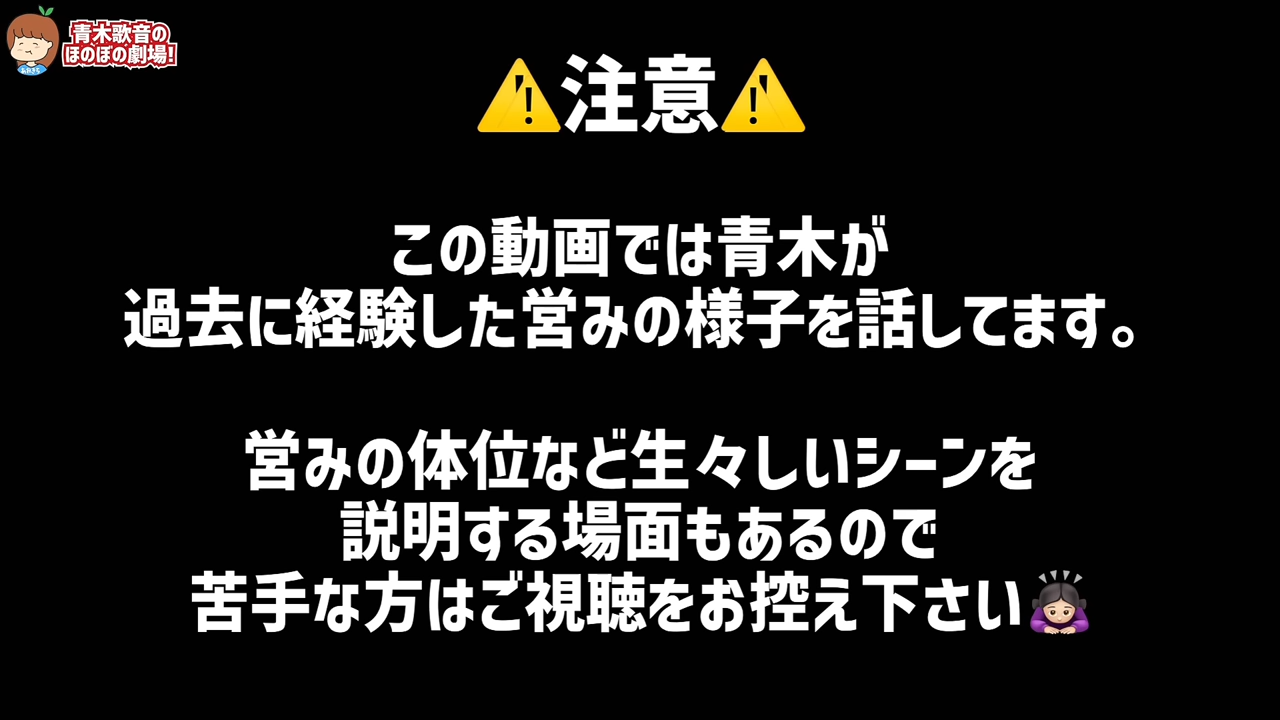 青木歌音の
ほのぼの劇場!
⚠️注意⚠️
この動画では青木が
過去に経験した営みの様子を話してます。
営みの体位など生々しいシーンを
説明する場面もあるので
苦手な方はご視聴をお控え下さい🙇🏻‍♀️